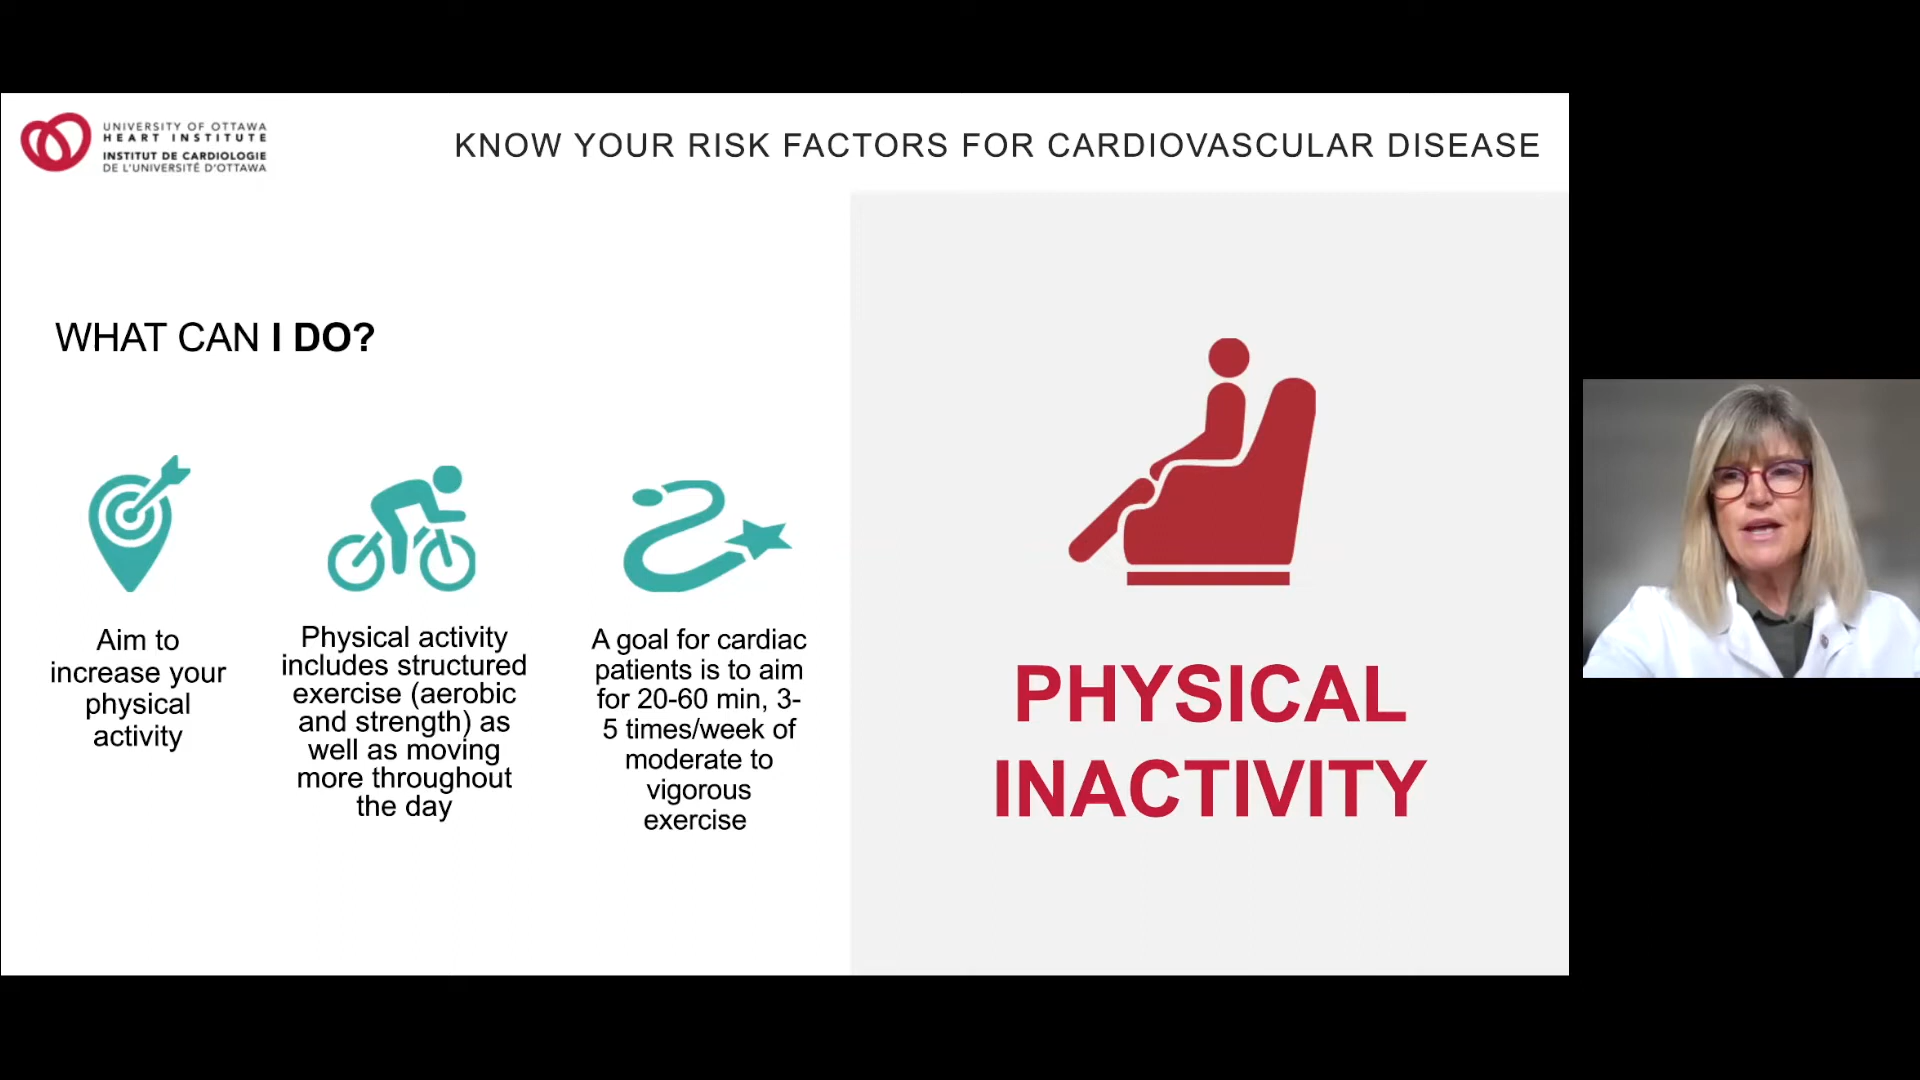 UNIVERSITY OF OTTAWA
HEART INSTITUTE
INSTITUT DE CARDIOLOGIE
DE L'UNIVERSITÉ D'OTTAWA
KNOW YOUR RISK FACTORS FOR CARDIOVASCULAR DISEASE
WHAT CAN I DO?
Aim to
increase your
physical
activity
Physical activity
includes structured
exercise (aerobic
and strength) as
well as moving
more throughout
the day
A goal for cardiac
patients is to aim
for 20-60 min, 3-
5 times/week of
moderate to
vigorous
exercise
PHYSICAL
INACTIVITY